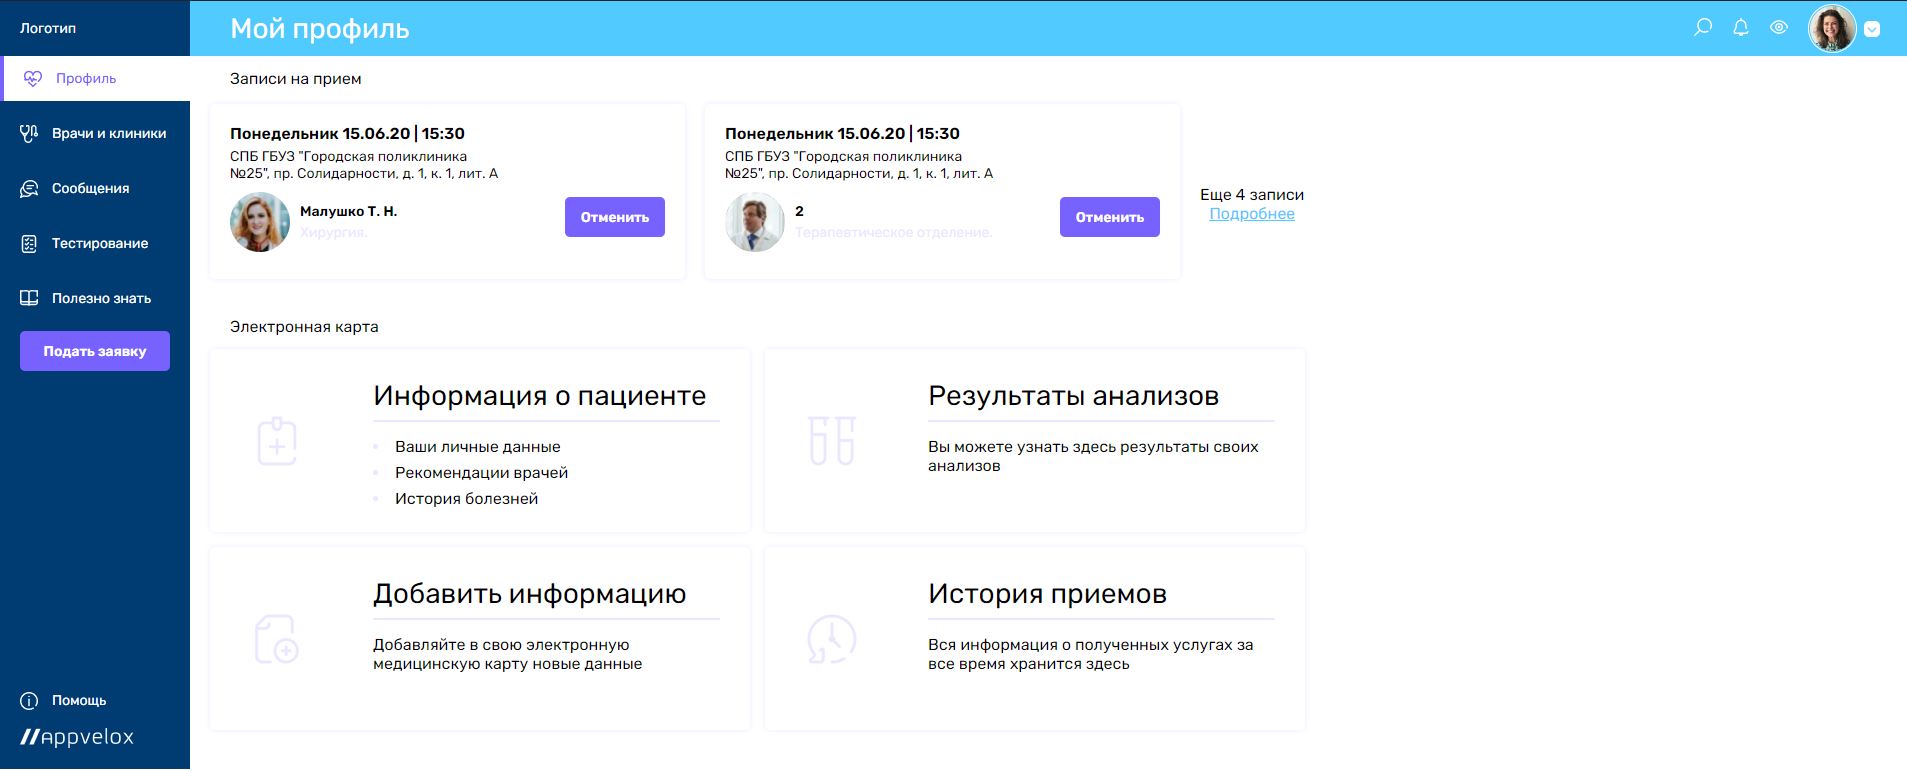 Логотип
Мой профиль
Профиль
Врачи и клиники
Сообщения
Тестирование
Полезно знать
Подать заявку
Помощь
//appvelox
Записи на прием
Понедельник 15.06.20 | 15:30
СПБ ГБУЗ "Городская поликлиника
№25", пр. Солидарности, д. 1, к. 1, лит. А
Малушко Т. Н.
Хирургия.
Отменить
Понедельник 15.06.20 | 15:30
СПБ ГБУЗ "Городская поликлиника
№25", пр. Солидарности, д. 1, к. 1, лит. А
2
Терапевтическое отделение.
Отменить
Еще 4 записи
Подробнее
Электронная карта
Информация о пациенте
Ваши личные данные
Рекомендации врачей
История болезней
Результаты анализов
Вы можете узнать здесь результаты своих
анализов
Добавить информацию
Добавляйте в свою электронную
медицинскую карту новые данные
История приемов
Вся информация о полученных услугах за
все время хранится здесь